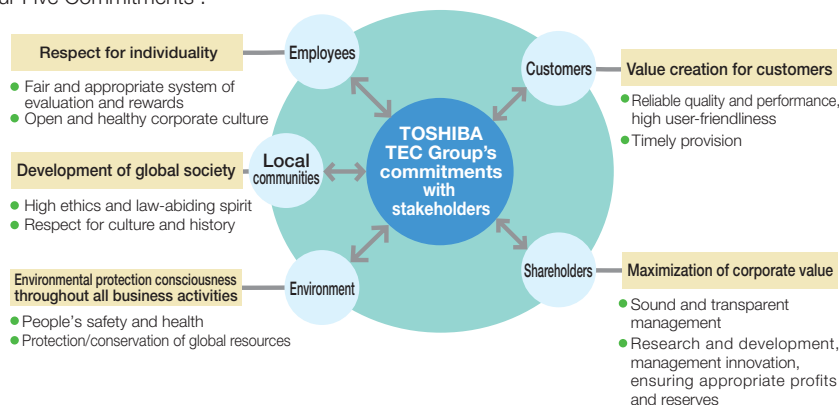 ur Five Commitments".
Employees
Respect for individuality
● Fair and appropriate system of
evaluation and rewards
● Open and healthy corporate culture
Local
communities
Development of global society
● High ethics and law-abiding spirit
● Respect for culture and history
Environment
Environmental protection consciousness
throughout all business activities
● People's safety and health
● Protection/conservation of global resources
TOSHIBA
TEC Group's
commitments
with
stakeholders
Customers
Value creation for customers
● Reliable quality and performance,
high user-friendliness
● Timely provision
Shareholders
Maximization of corporate value
● Sound and transparent
management
● Research and development,
management innovation,
ensuring appropriate profits
and reserves